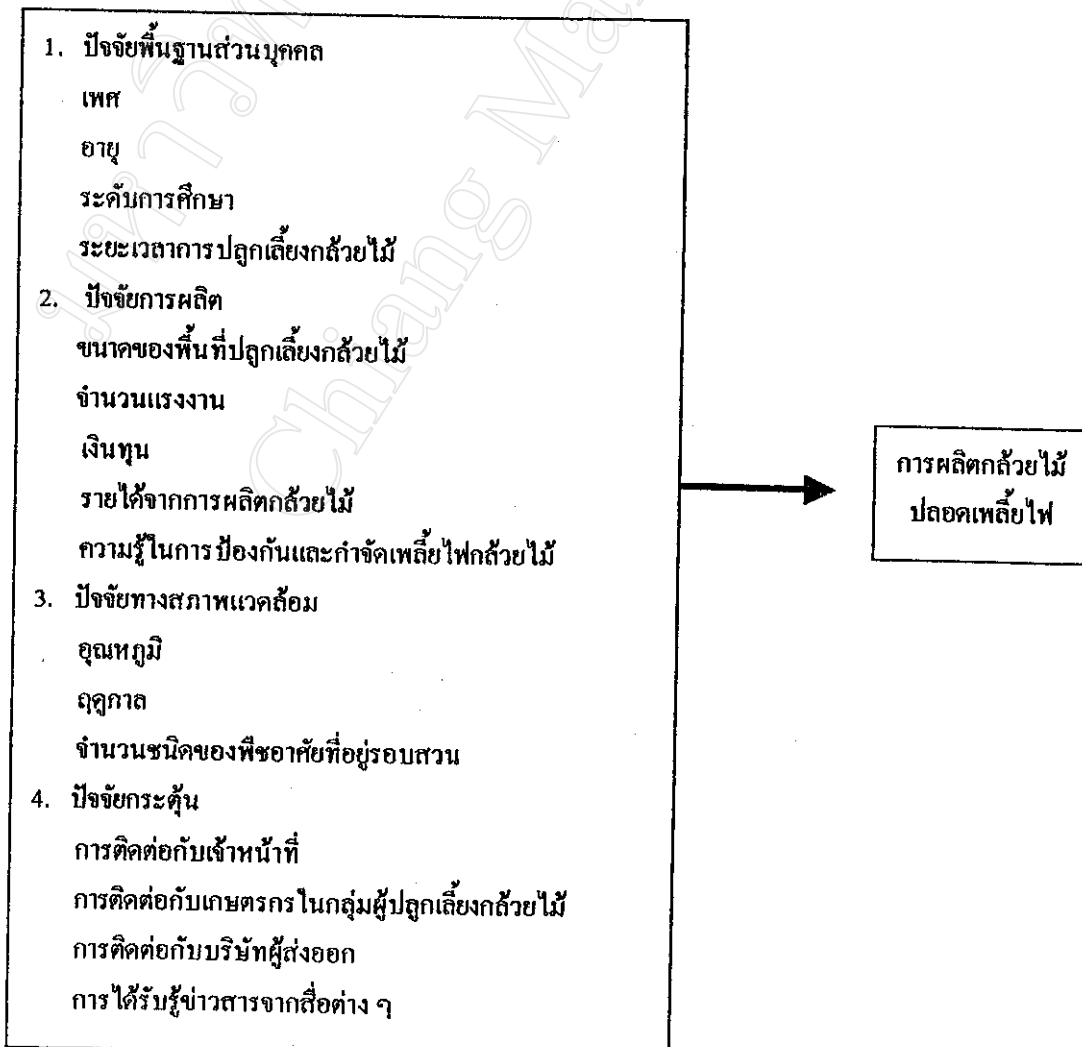 1. ปัจจัยพื้นฐานส่วนบุคคล
เพศ
อายุ
ระดับการศึกษา
ระยะเวลาการปลูกเลี้ยงกล้วยไม้
2. ปัจจัยการผลิต
ขนาดของพื้นที่ปลูกเลี้ยงกล้วยไม้
จำนวนแรงงาน
เงินทุน
รายได้จากการผลิตกล้วยไม้
ความรู้ในการป้องกันและกำจัดเพลี้ยไฟกล้วยไม้
3. ปัจจัยทางสภาพแวดล้อม
อุณหภูมิ
ฤดูกาล
จำนวนชนิดของพืชอาศัยที่อยู่รอบสวน
4. ปัจจัยกระตุ้น
การติดต่อกับเจ้าหน้าที่
การติดต่อกับเกษตรกรในกลุ่มผู้ปลูกเลี้ยงกล้วยไม้
การติดต่อกับบริษัทผู้ส่งออก
การได้รับรู้ข่าวสารจากสื่อต่าง ๆ
การผลิตกล้วยไม้
ปลอดเพลี้ยไฟ
Chiang Ma